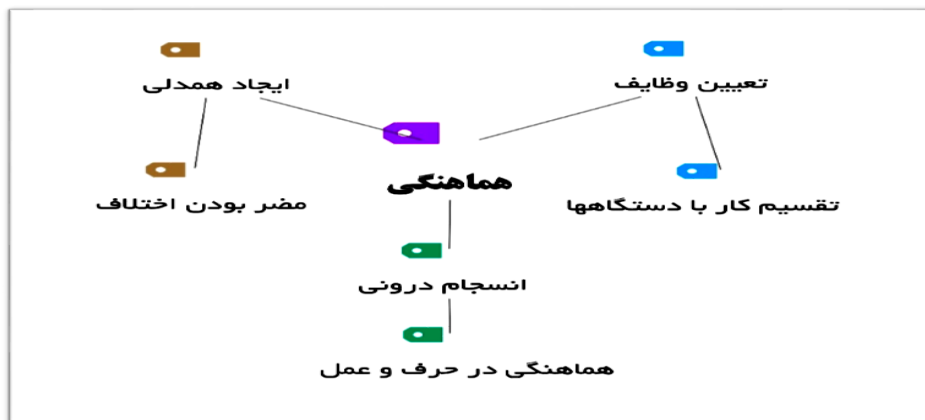 تعیین وظایف
ایجاد همدلی
هماهنگی
تقسیم کار با دستگاهها
مضر بودن اختلاف
انسجام درونی
هماهنگی در حرف و عمل